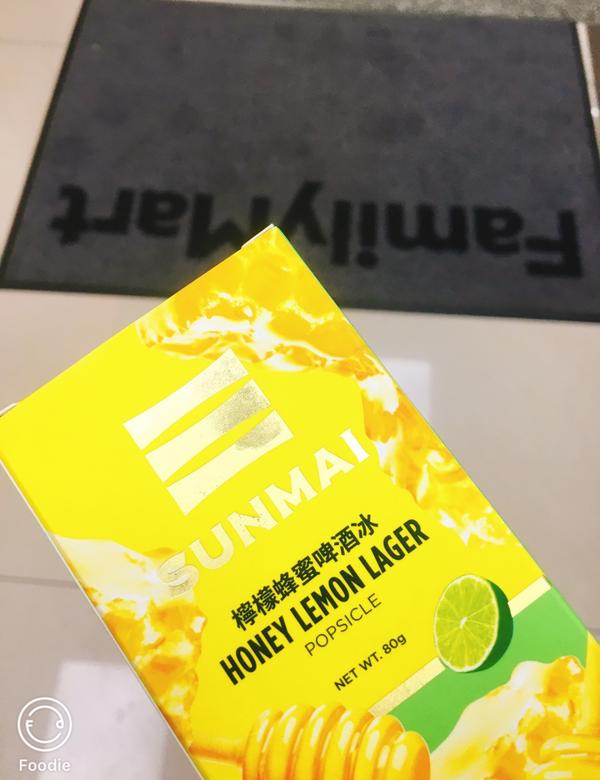 FamilyMart
SUNMAI
檸檬蜂蜜啤酒冰
HONEY LEMON LAGER
POPSICLE
NET WT. 80g
Foodie